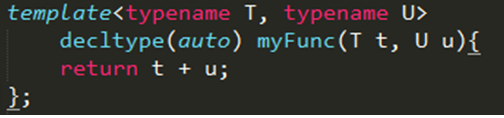 template<typename T, typename U>
    decltype(auto) myFunc(T t, U u){
    return t + u;
};